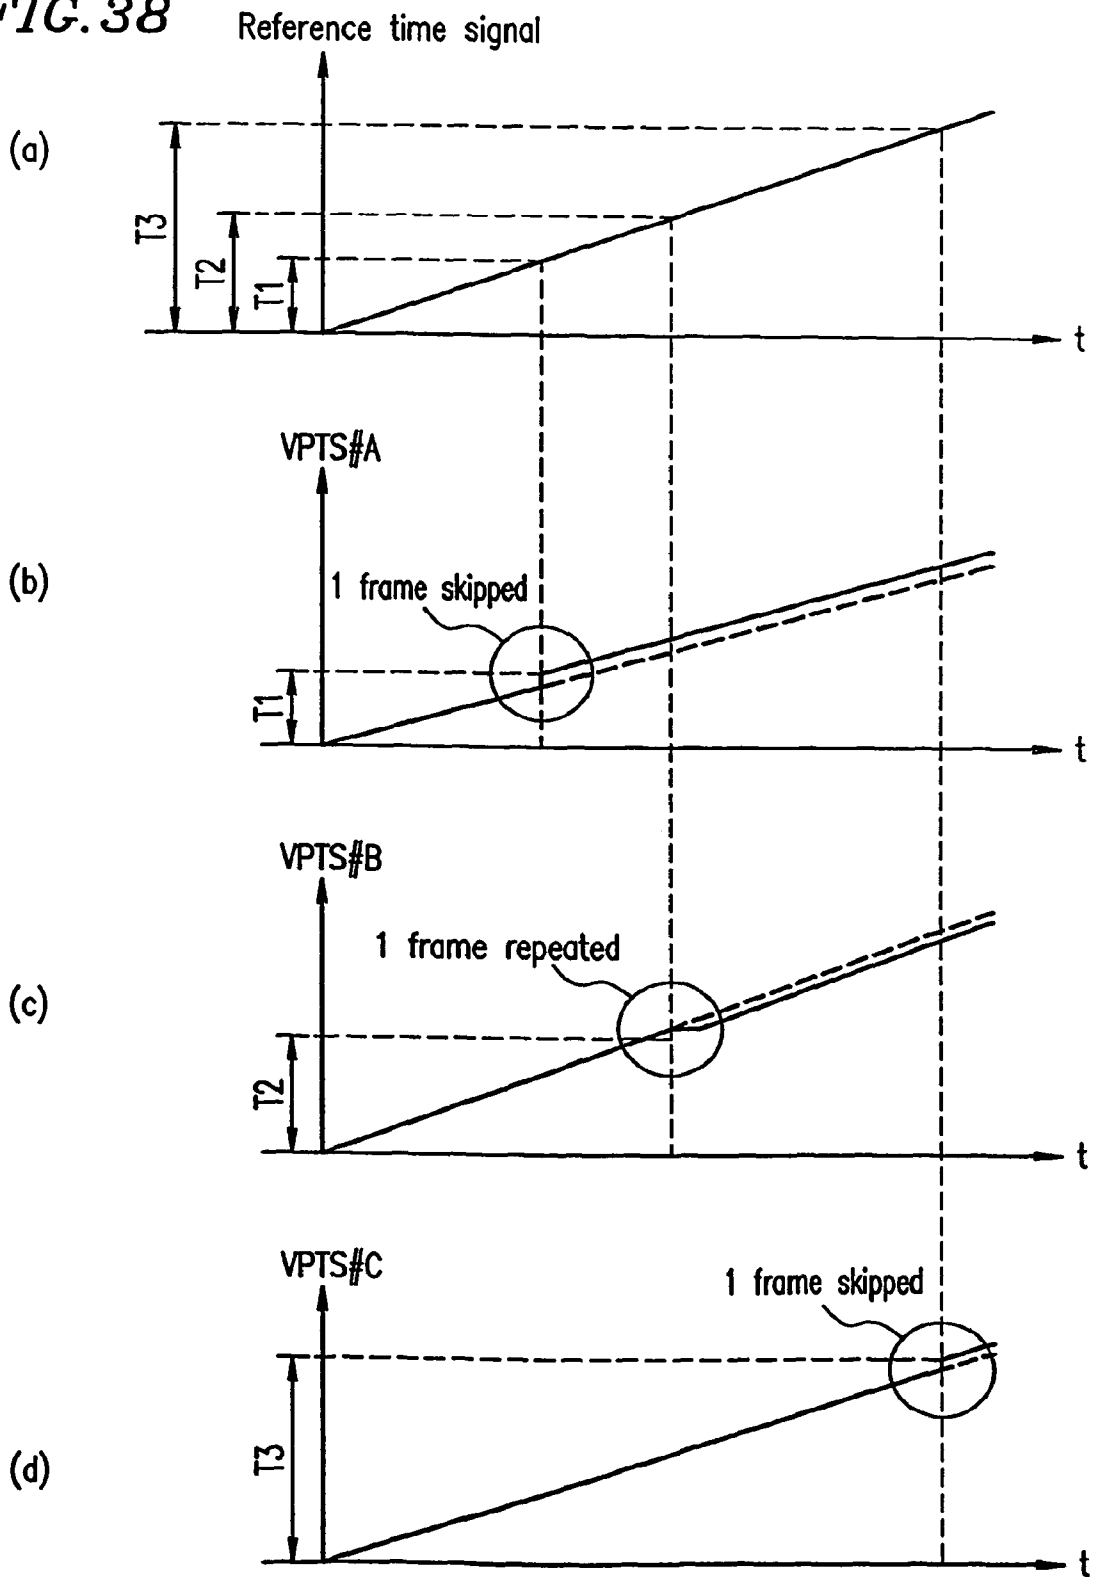 FIG. 38
Reference time signal
(a)
T3
T2
T1
t
VPTS#A
(b)
1 frame skipped
T1
t
VPTS#B
1 frame repeated
(c)
T2
t
VPTS#C
1 frame skipped
(d)
T3
t